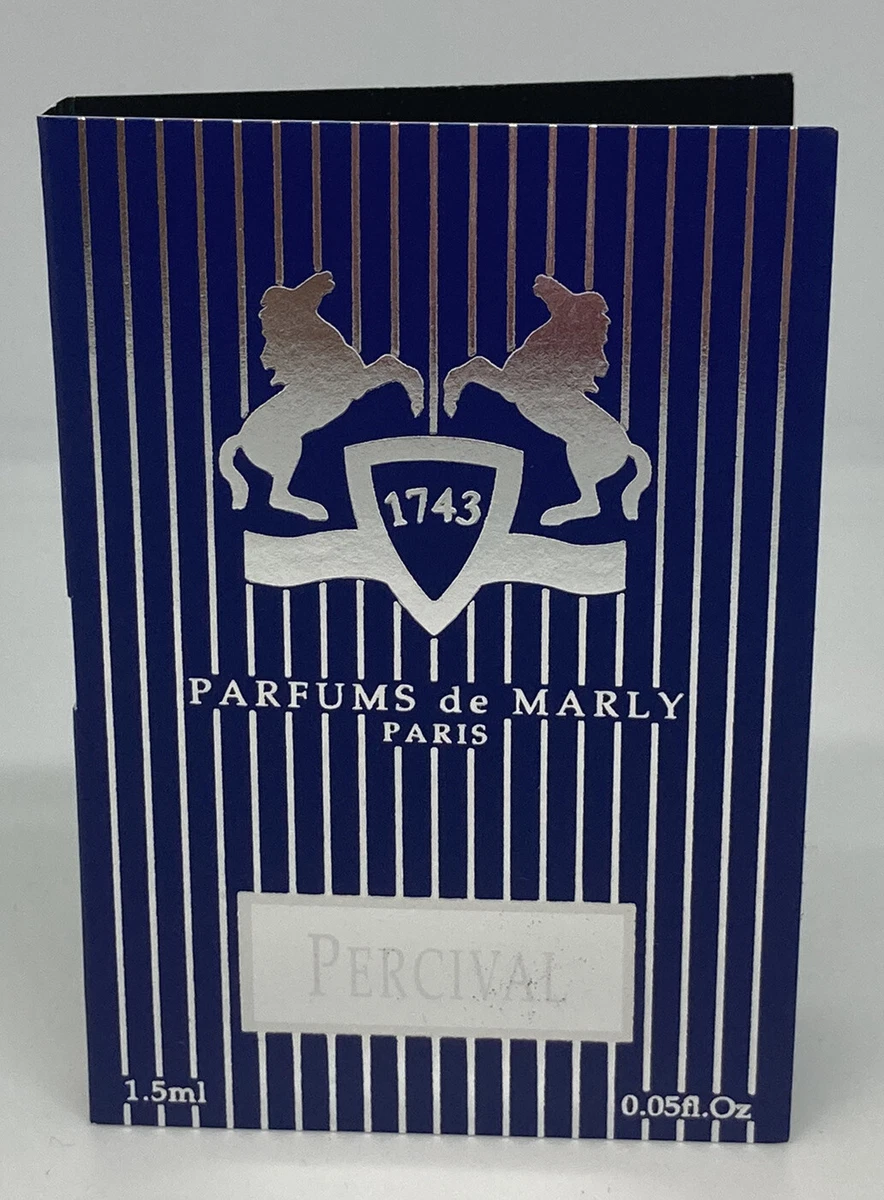 1743
PARFUMS de MARLY
PARIS
PERCIVAL
1.5ml
0.05fl.Oz